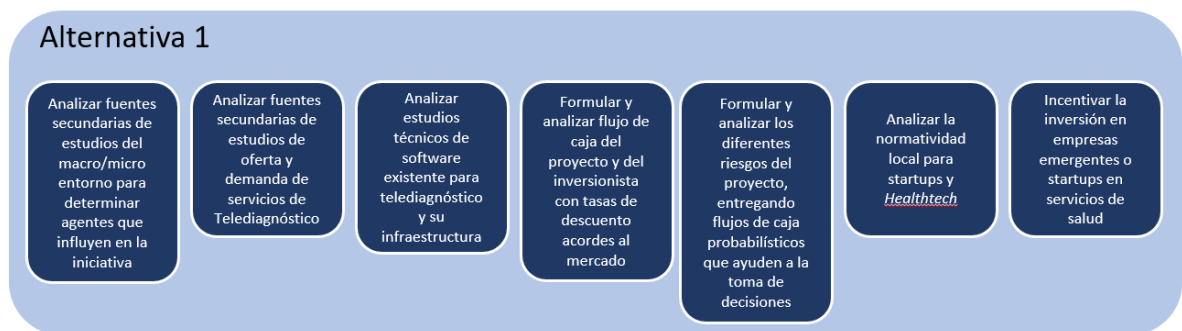 Alternativa 1
Analizar fuentes
secundarias de
estudios del
macro/micro
entorno para
determinar
agentes que
influyen en la
iniciativa
Analizar fuentes
secundarias de
estudios de
oferta y
demanda de
servicios de
Telediagnóstico
Analizar
estudios
técnicos de
software
existente para
telediagnóstico
y su
infraestructura
Formular y
analizar flujo de
caja del
proyecto y del
inversionista
con tasas de
descuento
acordes al
mercado
Formular y
analizar los
diferentes
riesgos del
proyecto,
entregando
flujos de caja
probabilísticos
que ayuden a la
toma de
decisiones
Analizar la
normatividad
local para
startups y
Healthtech
Incentivar la
inversión en
empresas
emergentes o
startups en
servicios de
salud